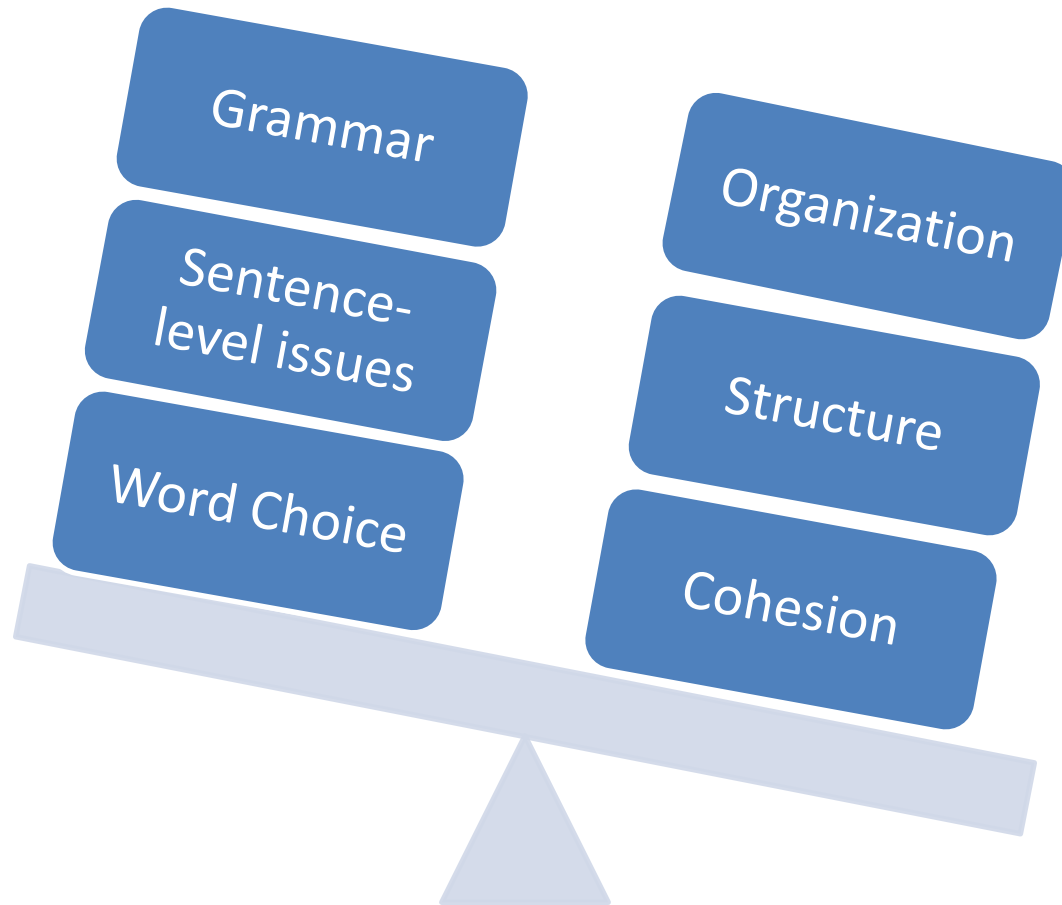 Grammar
Sentence-
level issues
Word Choice
Organization
Structure
Cohesion